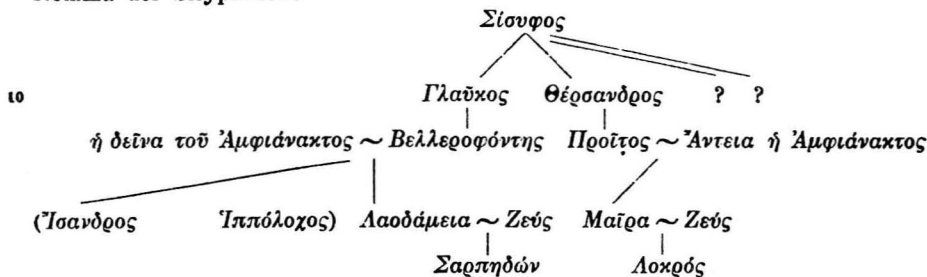 Σίσυφος
10 Γλαῦκος Θέρσανδρος ? ?
ἡ δεῖνα τοῦ Ἀμφιάνακτος ~ Βελλεροφόντης Προῖτος ~ Ἄντεια ἡ Ἀμφιάνακτος
(Ἴσανδρος Ἱππόλοχος) Λαοδάμεια ~ Ζεύς Μαῖρα ~ Ζεύς
Σαρπηδών Λοκρός